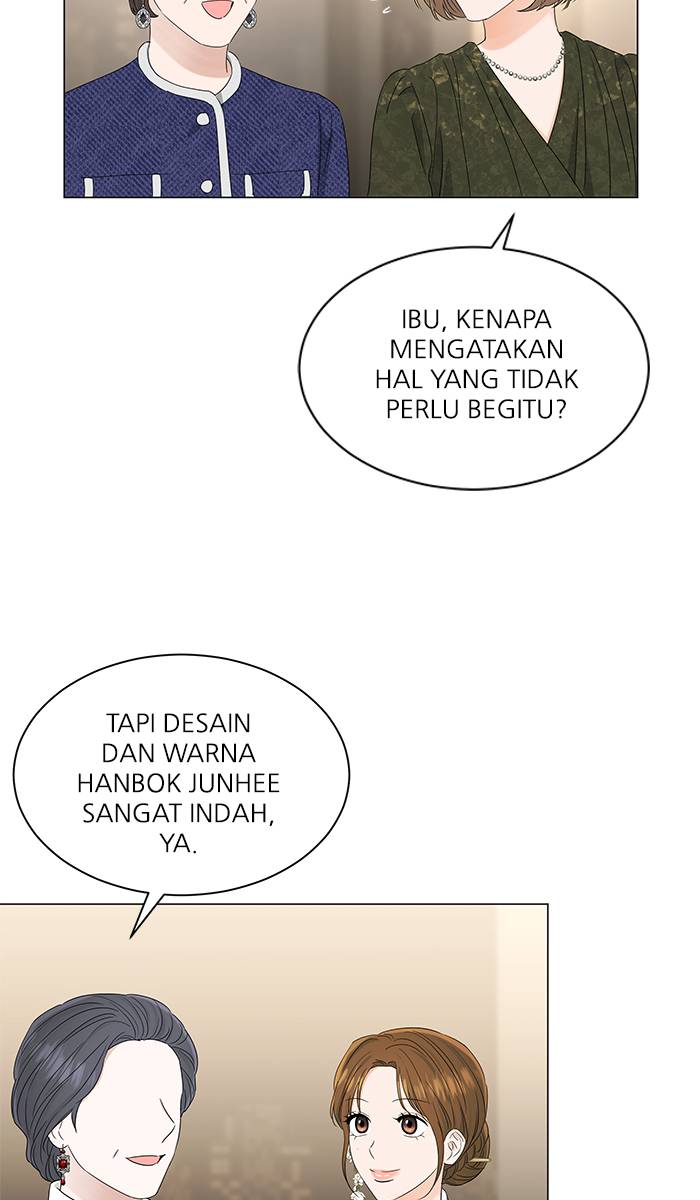 IBU, KENAPA
MENGATAKAN
HAL YANG TIDAK
PERLU BEGITU?
TAPI DESAIN
DAN WARNA
HANBOK JUNHEE
SANGAT INDAH,
YA.